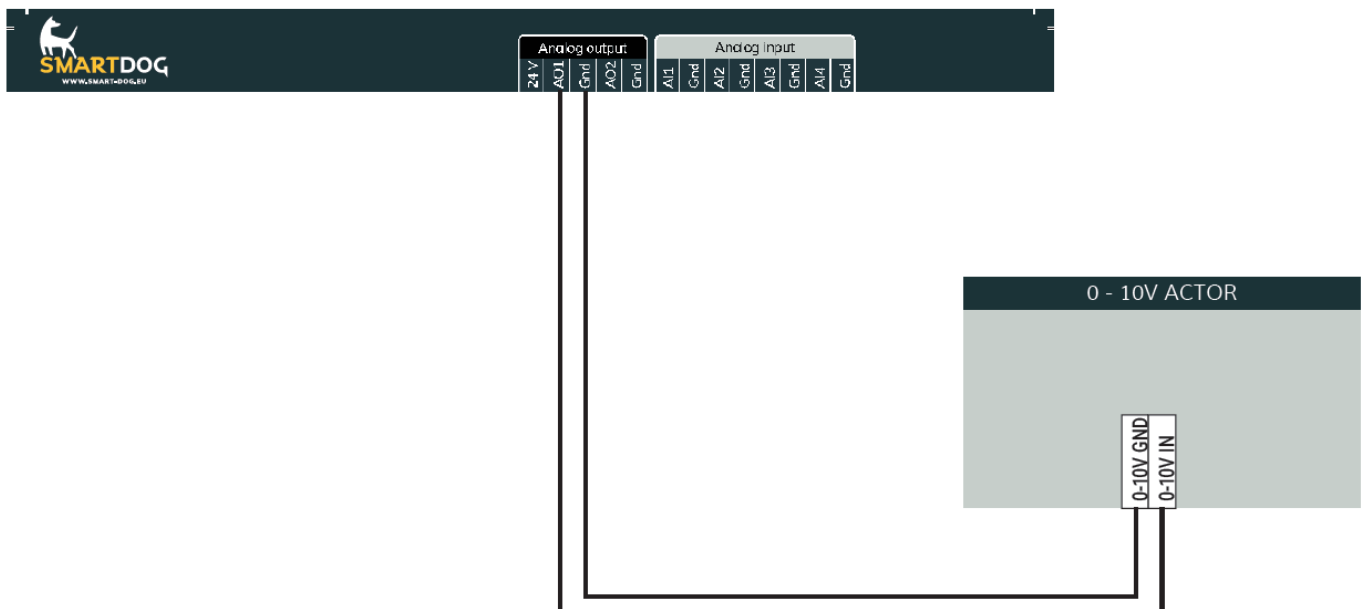 SMARTDOG
WWW.SMART-DOG.EU
Analog output
Analog input
24 V
AO1
Gnd
AO2
Gnd
AI1
Gnd
AI2
Gnd
AI3
Gnd
AI4
Gnd
0 - 10V ACTOR
0-10V GND
0-10V IN